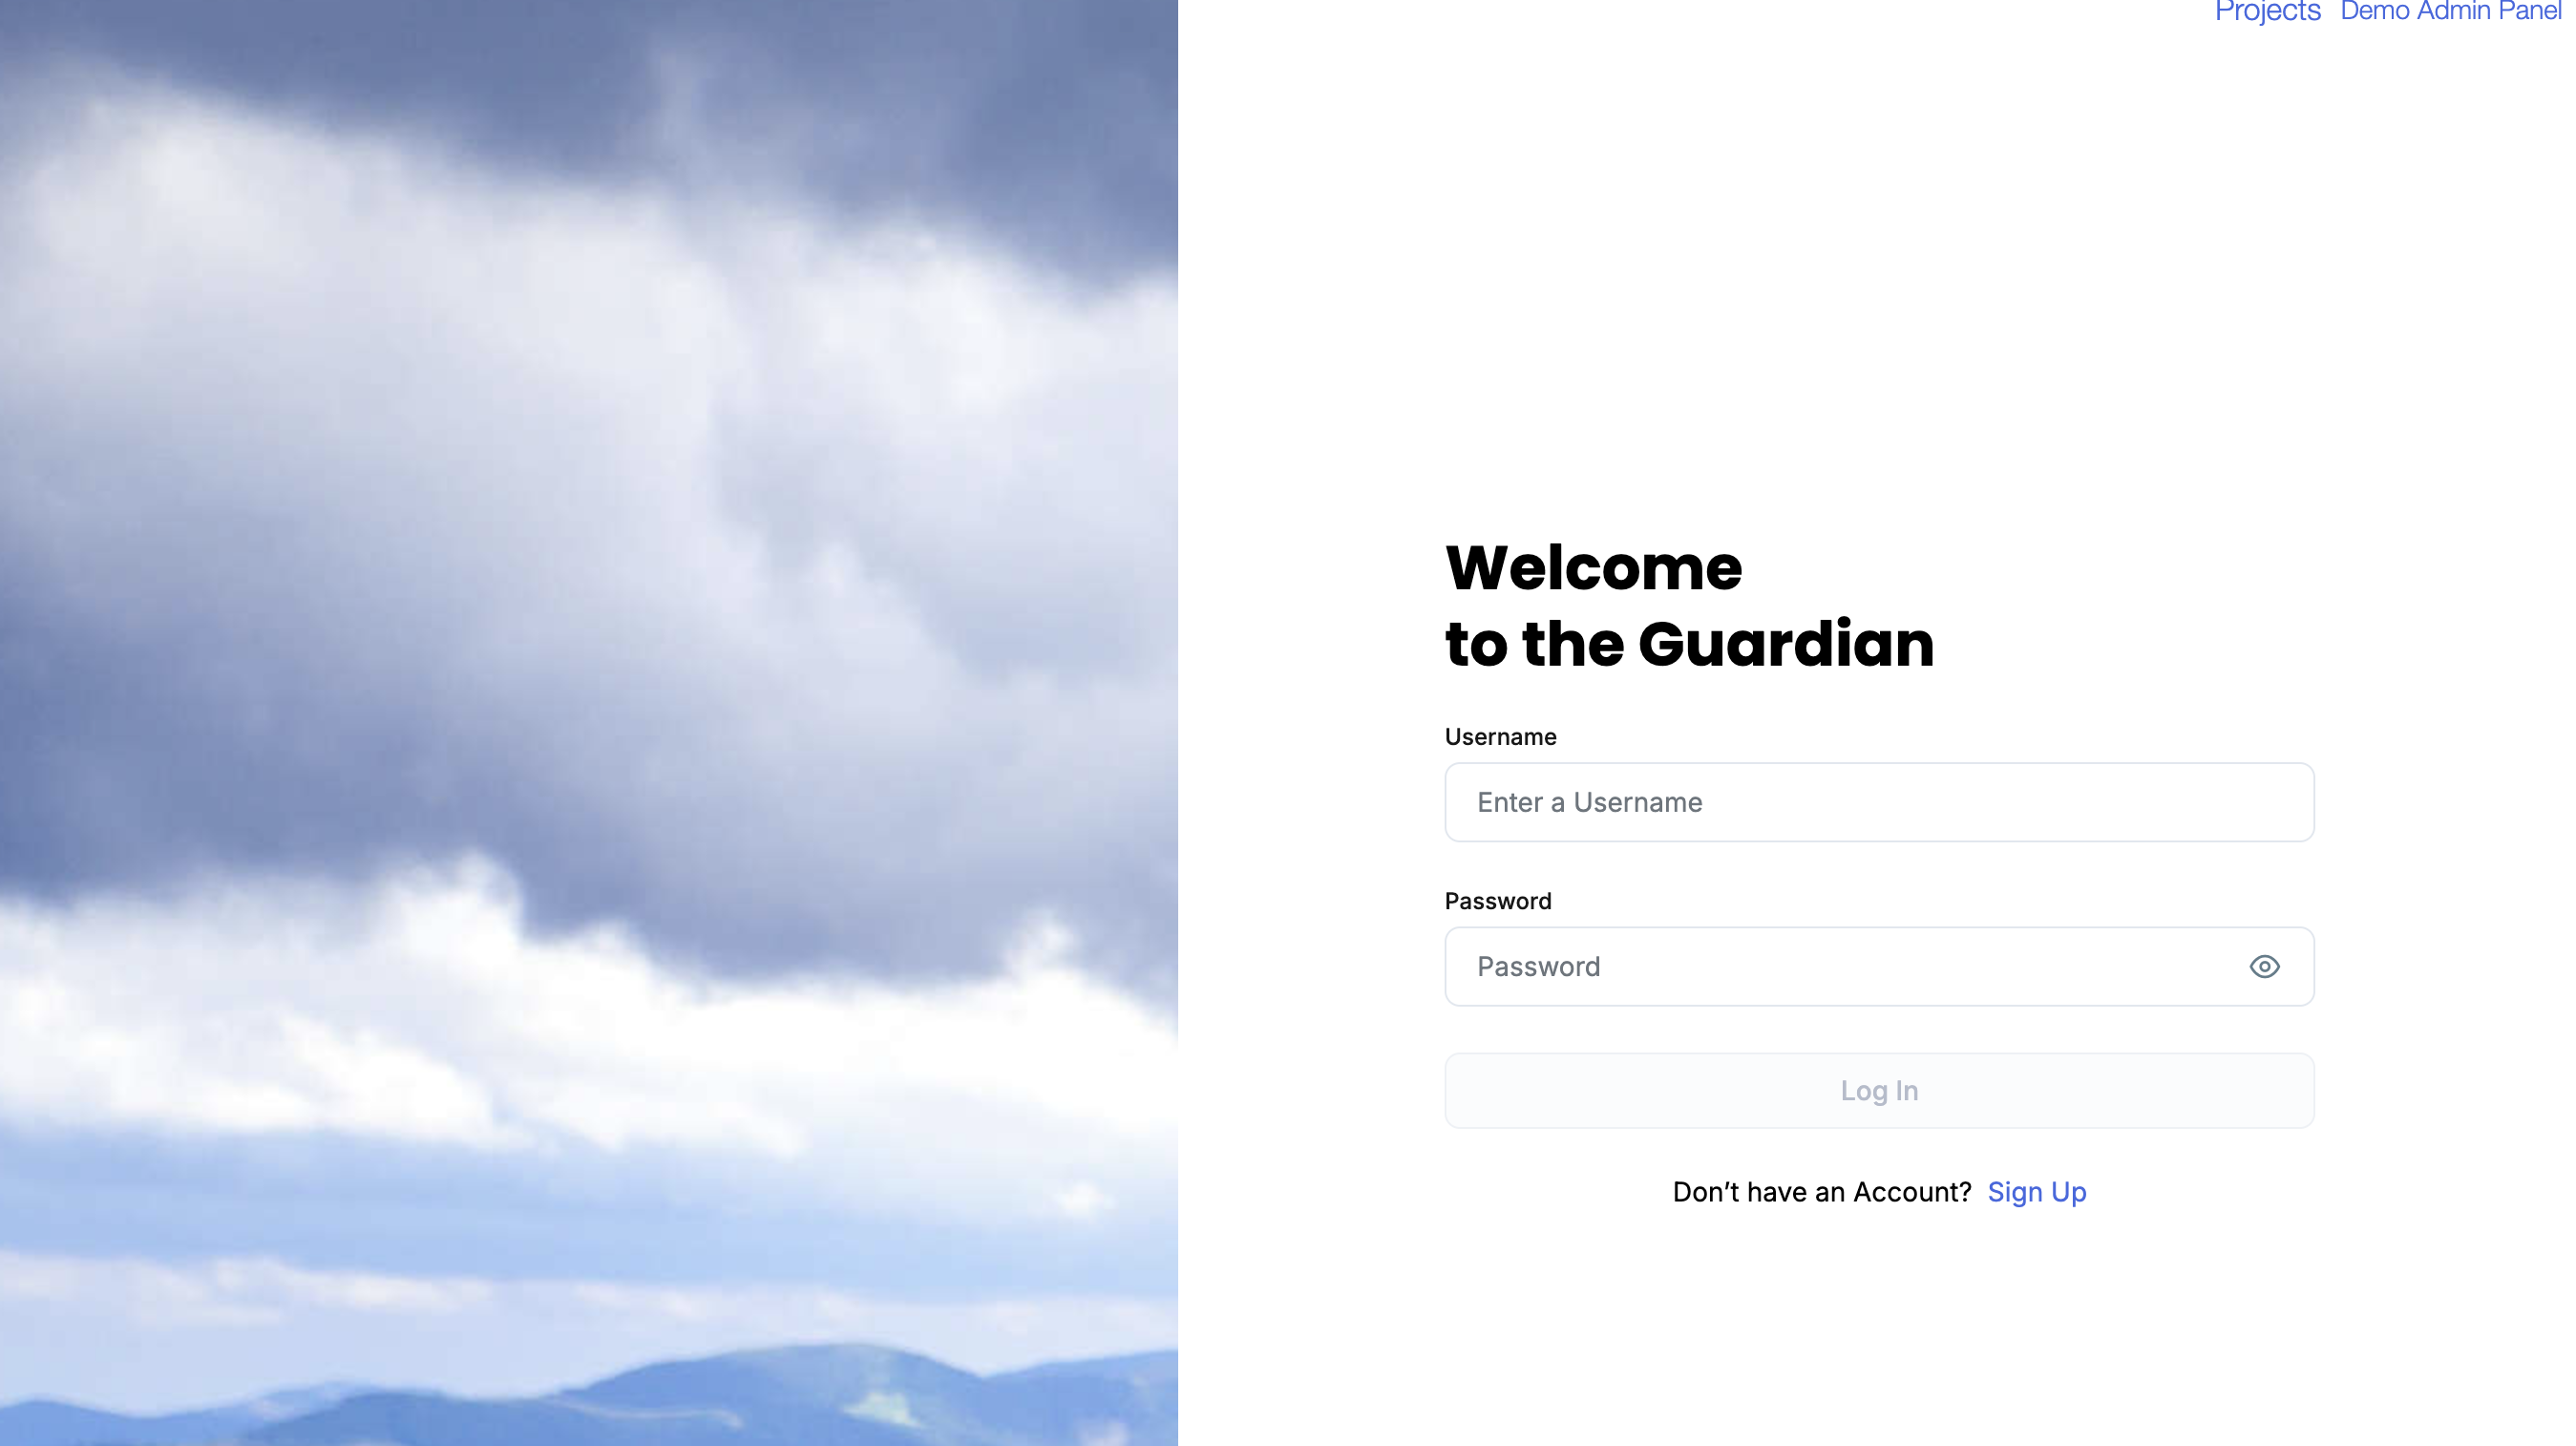 Projects Demo Admin Panel
Welcome
to the Guardian
Username
Enter a Username
Password
Password
Log In
Don’t have an Account? Sign Up